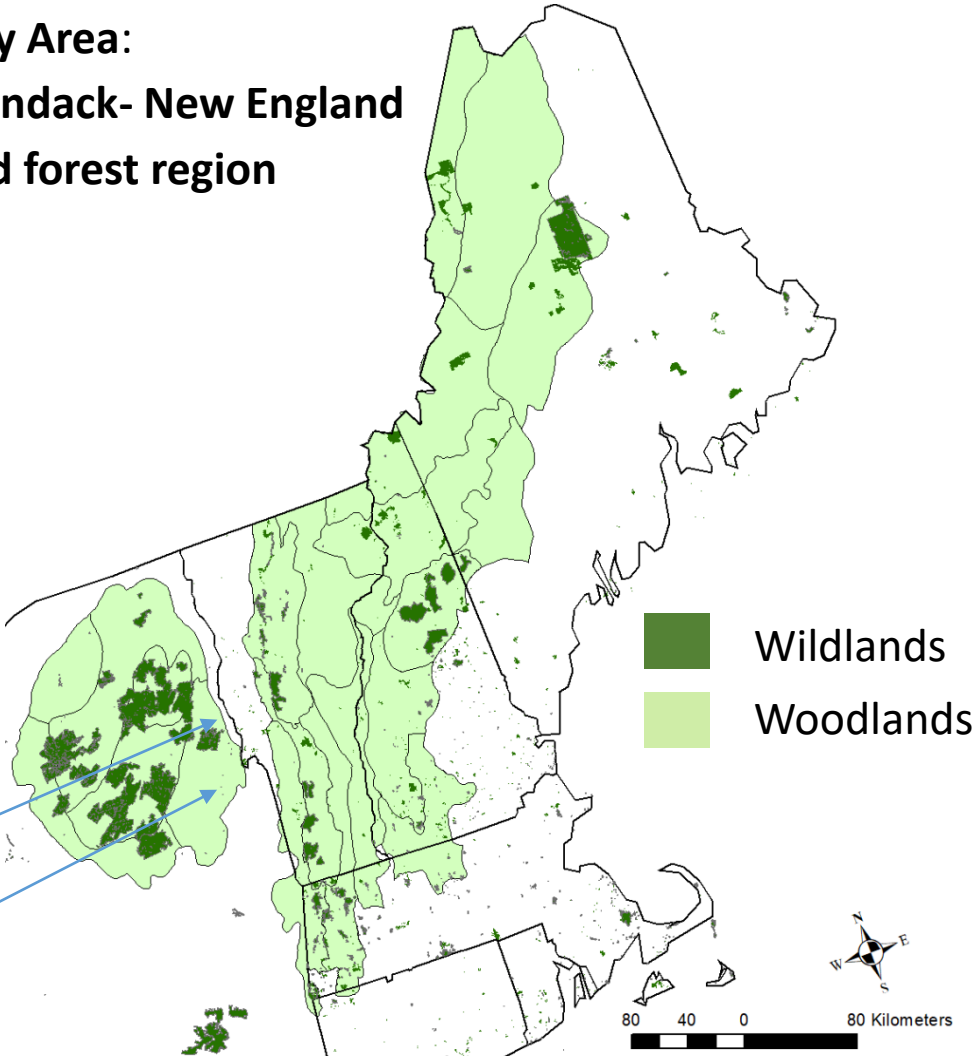 y Area:
ndack- New England
d forest region
Wildlands
Woodlands
N
E
W
S
80 40 0 80 Kilometers